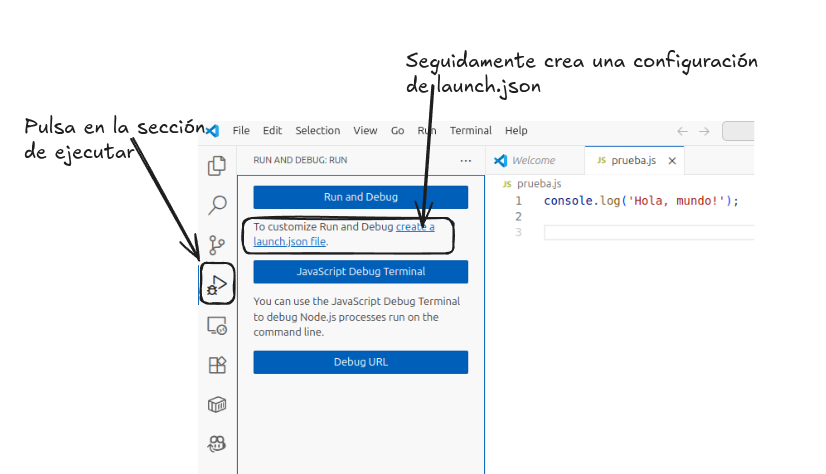 Seguidamente crea una configuración
de launch.json
Pulsa en la sección
de ejecutar
File Edit Selection View Go Run Terminal Help
RUN AND DEBUG: RUN ...
Welcome
JS prueba.js
JS prueba.js
Run and Debug
1 console.log('Hola, mundo!');
2
3
To customize Run and Debug create a
launch.json file.
JavaScript Debug Terminal
You can use the JavaScript Debug Terminal
to debug Node.js processes run on the
command line.
Debug URL